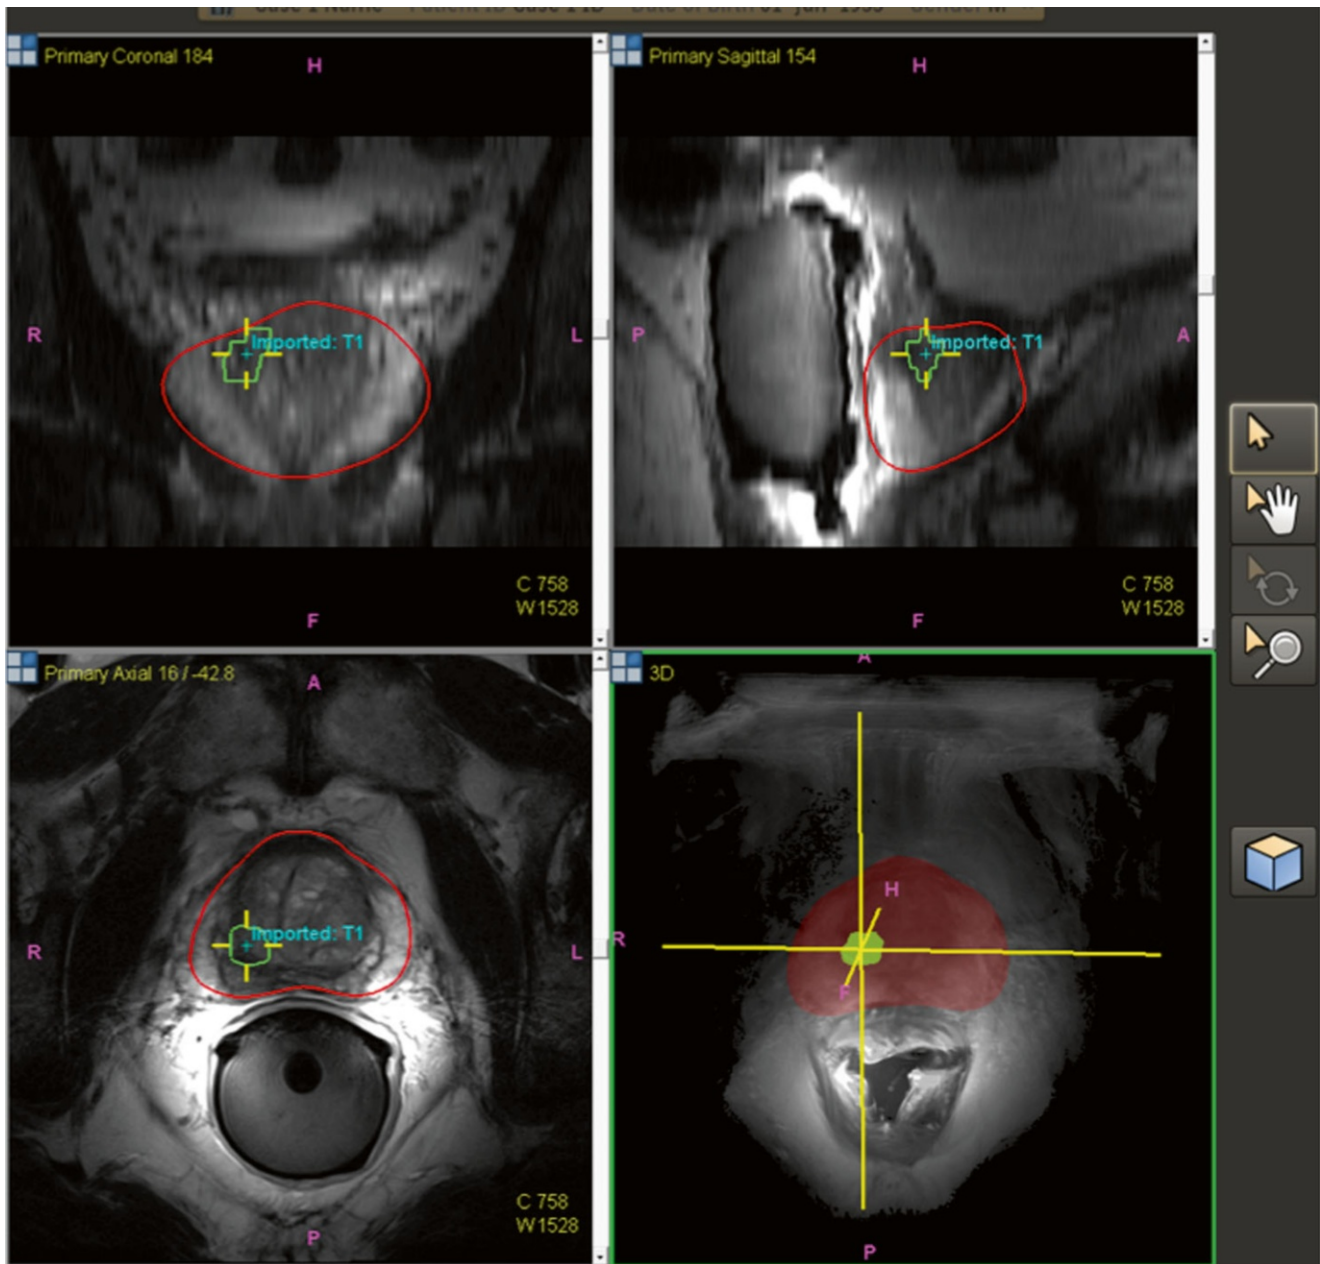 Primary Coronal 184
H
R
Imported: T1
L
C 758
W1528
F
Primary Sagittal 154
H
P
Imported: T1
A
C 758
W1528
F
Primary Axial 16 / -42.8
A
R
Imported: T1
L
C 758
W1528
P
3D
A
H
R
F
P